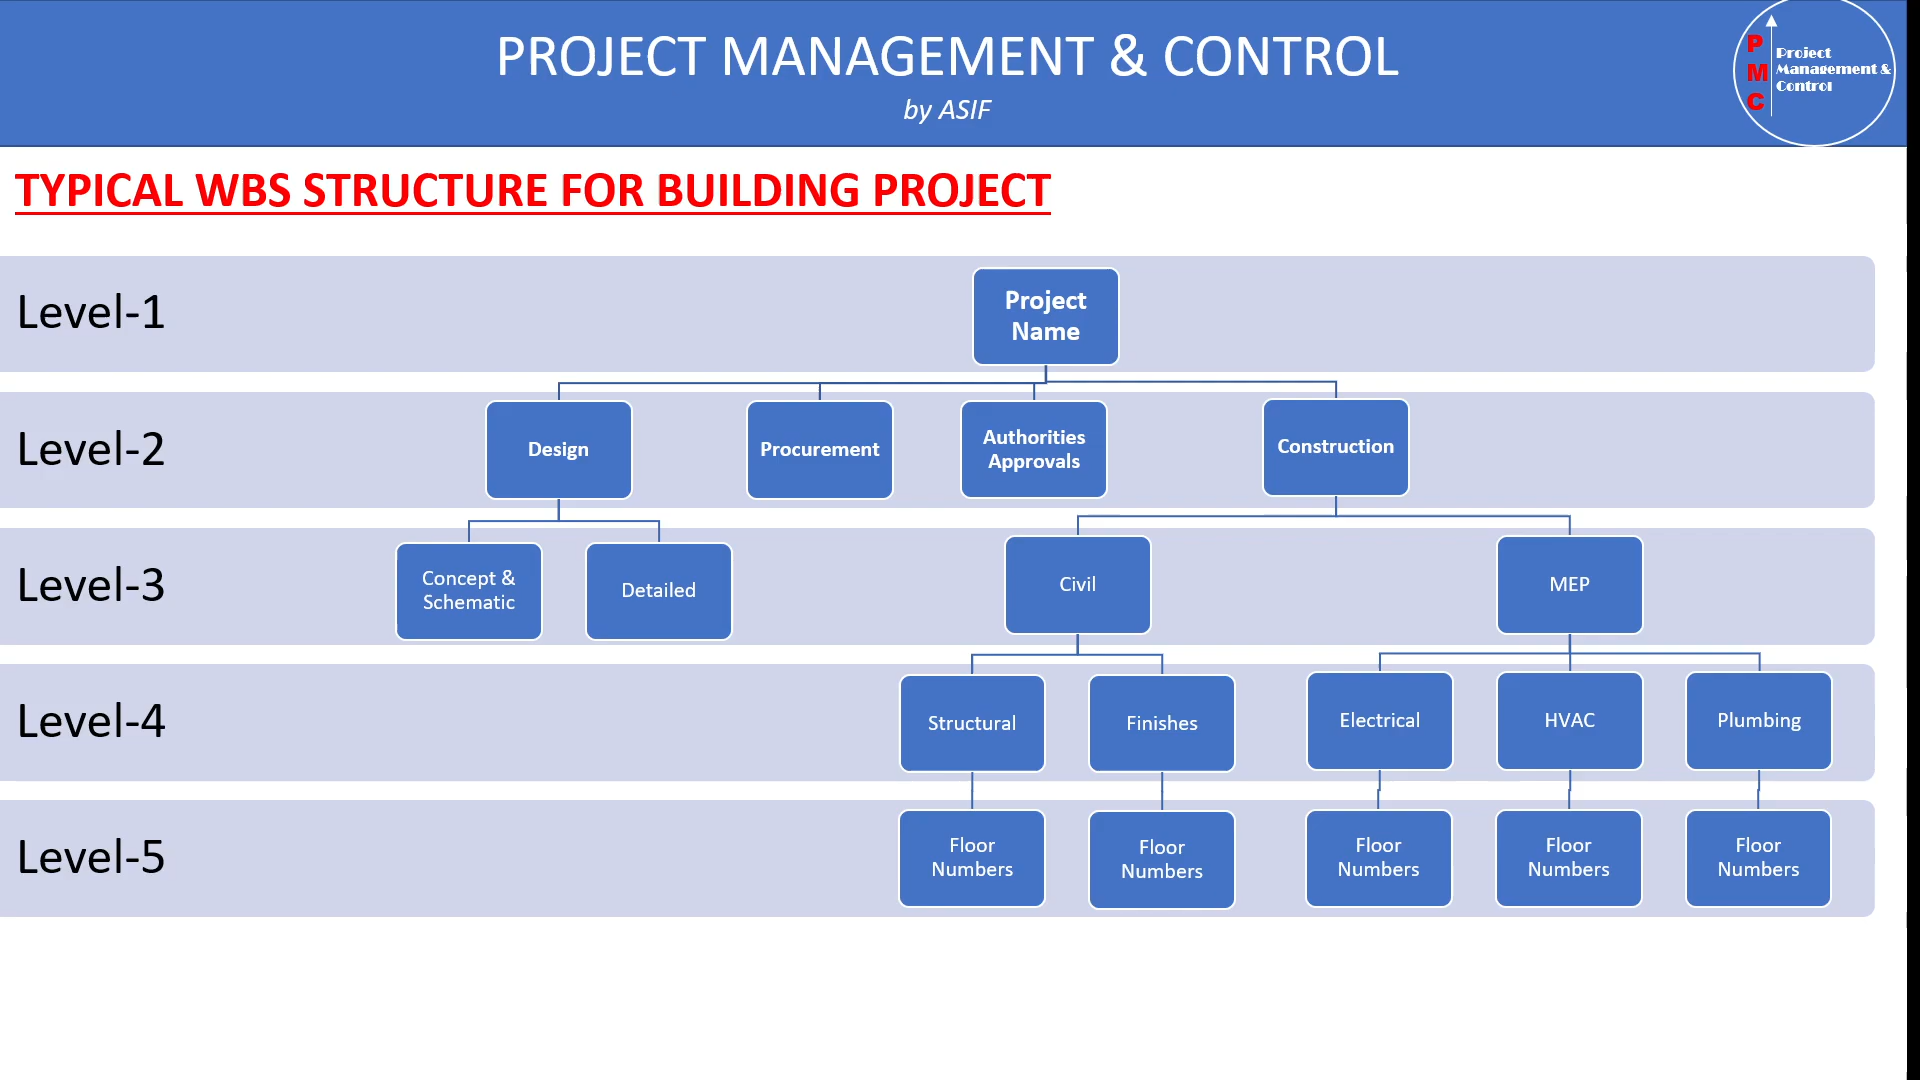 PROJECT MANAGEMENT & CONTROL
by ASIF
P
M
C
Project
Management &
Control
TYPICAL WBS STRUCTURE FOR BUILDING PROJECT
Level-1
Project
Name
Level-2
Design
Procurement
Authorities
Approvals
Construction
Level-3
Concept &
Schematic
Detailed
Civil
MEP
Level-4
Structural
Finishes
Electrical
HVAC
Plumbing
Level-5
Floor
Numbers
Floor
Numbers
Floor
Numbers
Floor
Numbers
Floor
Numbers